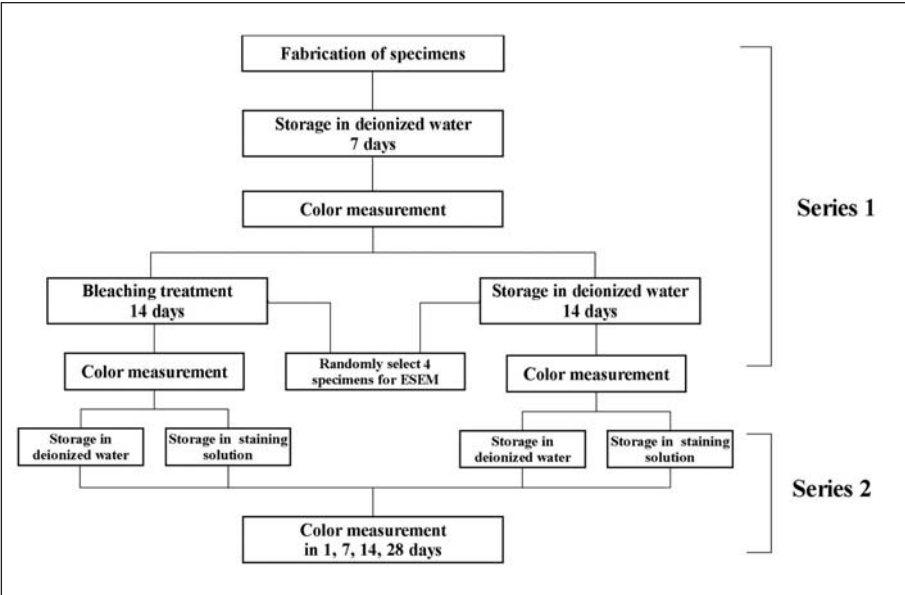 Fabrication of specimens
Storage in deionized water
7 days
Color measurement
Series 1
Bleaching treatment
14 days
Storage in deionized water
14 days
Randomly select 4
specimens for ESEM
Color measurement
Color measurement
Storage in
deionized water
Storage in staining
solution
Storage in
deionized water
Storage in staining
solution
Series 2
Color measurement
in 1, 7, 14, 28 days